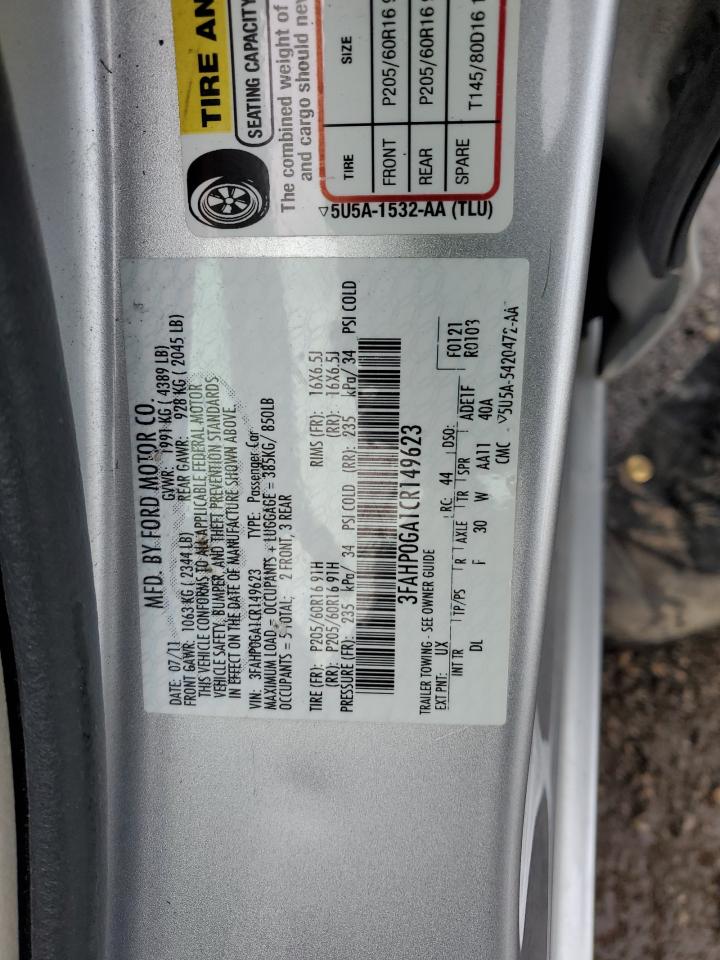 TIRE AN
SEATING CAPACITY
The combined weight of
and cargo should nev
TIRE SIZE
FRONT P205/60R16 9
REAR P205/60R16 9
SPARE T145/80D16 1
5U5A-1532-AA (TLU)
MFD. BY FORD MOTOR CO.
DATE: 07/11 GVWR: 1991 KG ( 4389 LB)
FRONT GAWR: 1063 KG ( 2344 LB) REAR GAWR: 928 KG ( 2045 LB)
THIS VEHICLE CONFORMS TO ALL APPLICABLE FEDERAL MOTOR
VEHICLE SAFETY, BUMPER, AND THEFT PREVENTION STANDARDS
IN EFFECT ON THE DATE OF MANUFACTURE SHOWN ABOVE.
VIN: 3FAHP0GA1CR149623 TYPE: Passenger Car
MAXIMUM LOAD = OCCUPANTS + LUGGAGE = 385KG/ 850LB
OCCUPANTS = 5 TOTAL: 2 FRONT, 3 REAR
TIRE (FR): P205/60R16 91H RIMS (FR): 16X6.5J
(RR): P205/60R16 91H (RR): 16X6.5J
PRESSURE (FR): 235 kPa/ 34 PSI COLD (RR): 235 kPa/ 34 PSI COLD
3FAHP0GA1CR149623
F0121
R0103
TRAILER TOWING - SEE OWNER GUIDE
EXT PNT: UX RC: 44 DSO: ADE1F
INT TR TP/PS R AXLE TR SPR 40A
DL F 30 W AA11
CMC 5U5A-5420472-AA